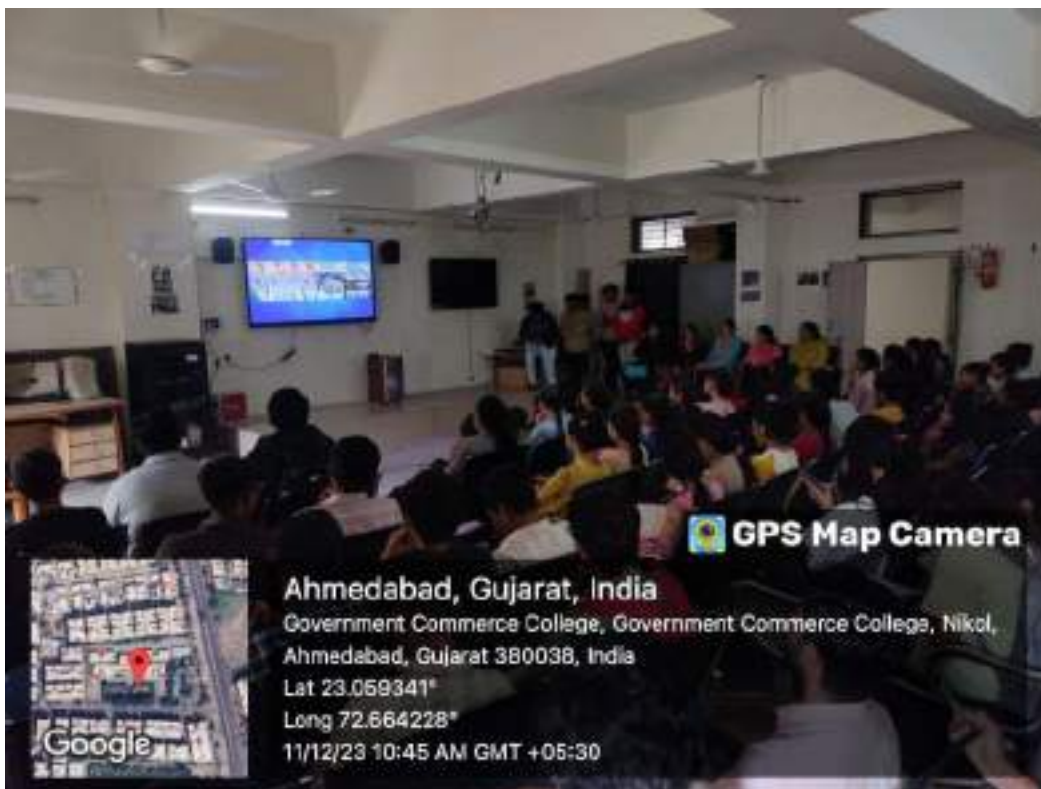 GPS Map Camera
Ahmedabad, Gujarat, India
Government Commerce College, Government Commerce College, Nikol,
Ahmedabad, Gujarat 380038, India
Lat 23.059341°
Long 72.664228°
11/12/23 10:45 AM GMT +05:30
Google